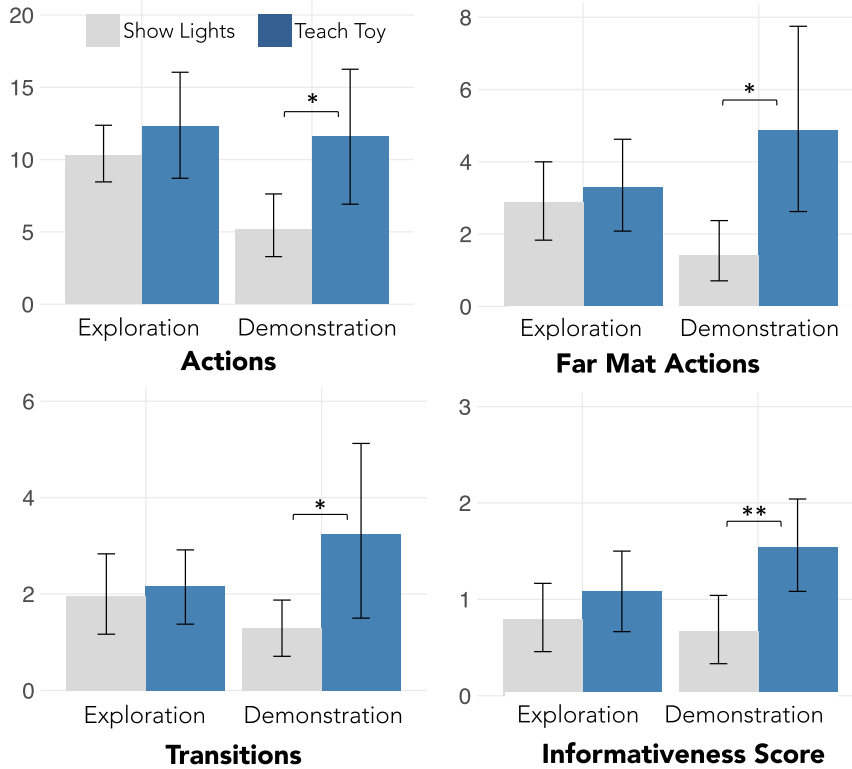 20
Show Lights Teach Toy
15
*
10
5
0
Exploration Demonstration
Actions
8
6
*
4
2
0
Exploration Demonstration
Far Mat Actions
6
4
*
2
0
Exploration Demonstration
Transitions
3
2
**
1
0
Exploration Demonstration
Informativeness Score